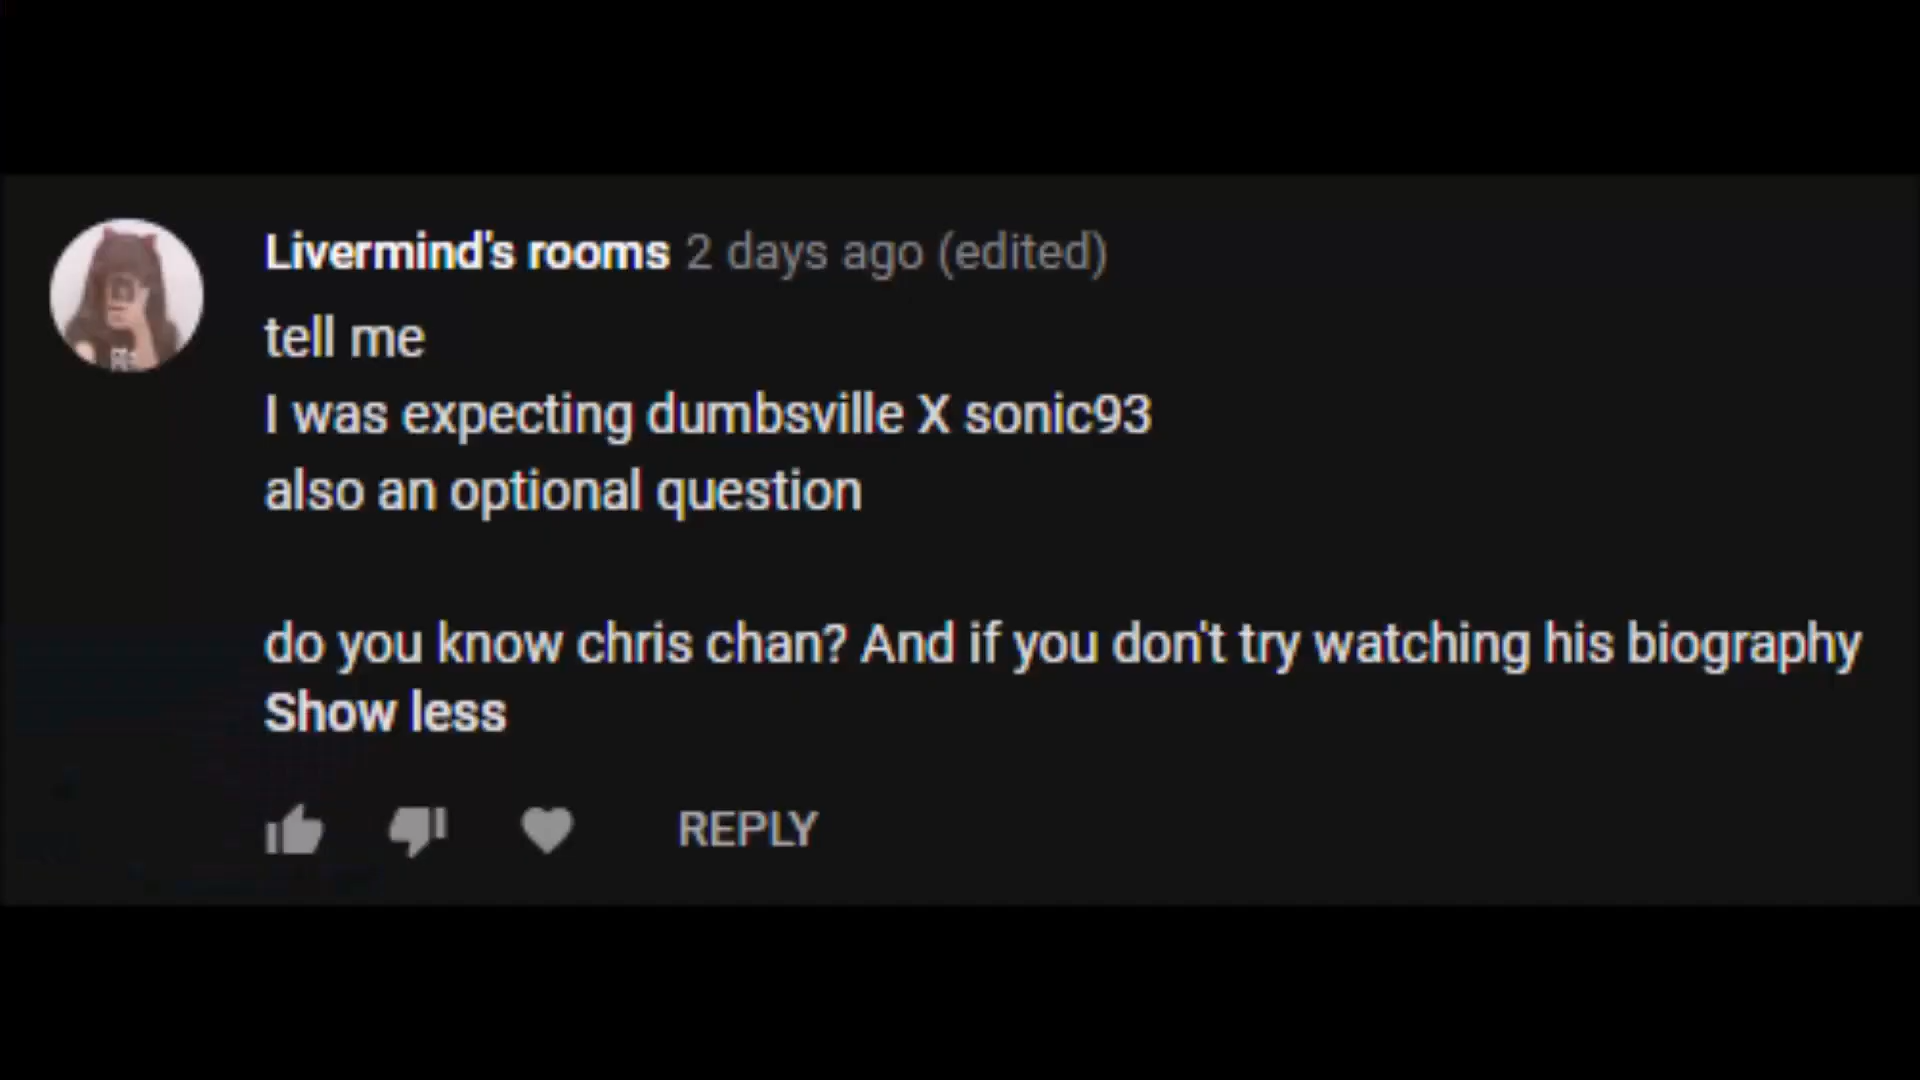 Livermind's rooms 2 days ago (edited)
tell me
I was expecting dumbsville X sonic93
also an optional question
do you know chris chan? And if you don't try watching his biography
Show less
REPLY